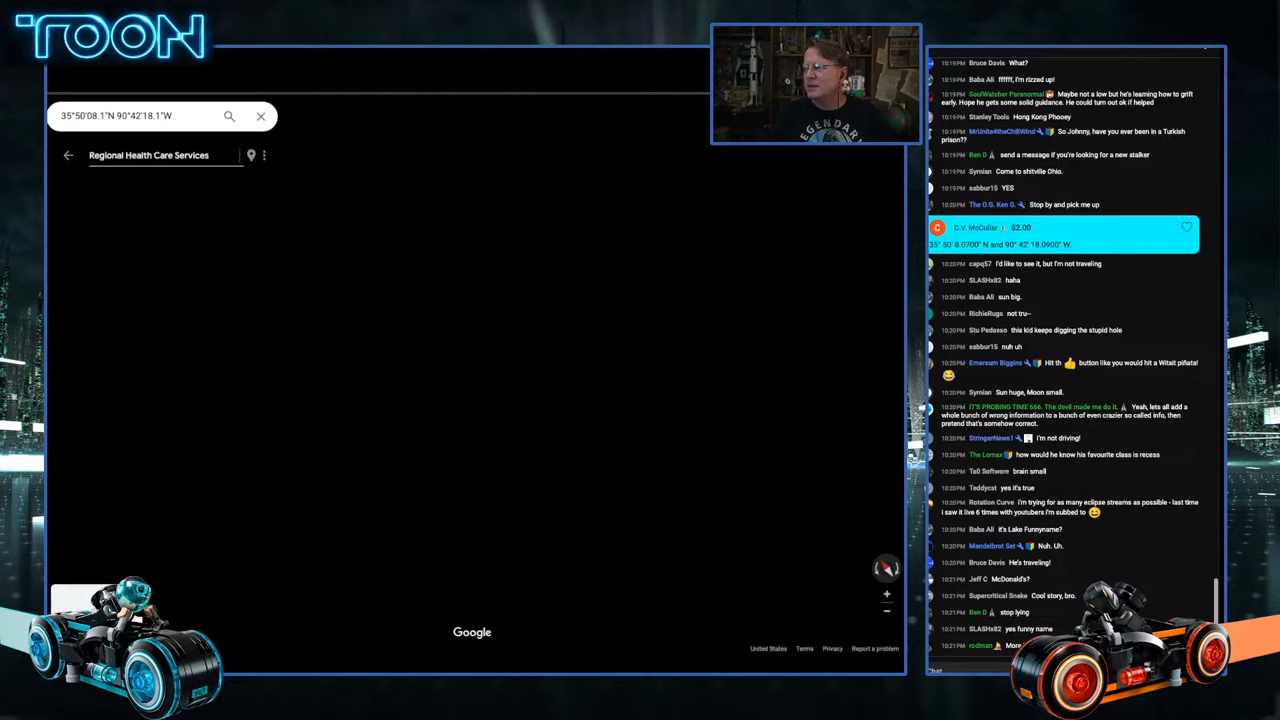 TOON
35°50'08.1"N 90°42'18.1"W
Regional Health Care Services
LEGENDARY
Google
United States Terms Privacy Report a problem
10:19PM Bruce Davis What?
10:19PM Baba Ali ffffff, I'm rizzed up!
10:19PM SoulWatcher Paranormal Maybe not a low but he's learning how to grift
early. Hope he gets some solid guidance. He could turn out ok if helped
10:19PM Stanley Tools Hong Kong Phooey
10:19PM MrUnite4theChillWind So Johnny, have you ever been in a Turkish
prison??
10:19PM Ben D send a message if you're looking for a new stalker
10:19PM Symian Come to shitville Ohio.
10:19PM sabbur15 YES
10:20PM The O.G. Ken G. Stop by and pick me up
C C.V. McCullar $2.00
35° 50' 8.0700" N and 90° 42' 18.0900" W.
10:20PM capq57 I'd like to see it, but I'm not traveling
10:20PM SLASHx82 haha
10:20PM Baba Ali sun big.
10:20PM RichieRugs not tru--
10:20PM Stu Pedasso this kid keeps digging the stupid hole
10:20PM sabbur15 nuh uh
10:20PM Emersum Biggins Hit th 👍 button like you would hit a Witsit piñata!
😂
10:20PM Symian Sun huge, Moon small.
10:20PM IT'S PROBING TIME 666. The devil made me do it. Yeah, lets all add a
whole bunch of wrong information to a bunch of even crazier so called info, then
pretend that's somehow correct.
10:20PM StringerNews1 I'm not driving!
10:20PM The Lomax how would he know his favourite class is recess
10:20PM Ta0 Software brain small
10:20PM Teddycst yes it's true
10:20PM Rotation Curve i'm trying for as many eclipse streams as possible - last time
i saw it live 6 times with youtubers i'm subbed to 😆
10:20PM Baba Ali it's Lake Funnyname?
10:20PM Mandelbrot Set Nuh. Uh.
10:20PM Bruce Davis He's traveling!
10:21PM Jeff C McDonald's?
10:21PM Supercritical Snake Cool story, bro.
10:21PM Ben D stop lying
10:21PM SLASHx82 yes funny name
10:21PM rodman More
Chat